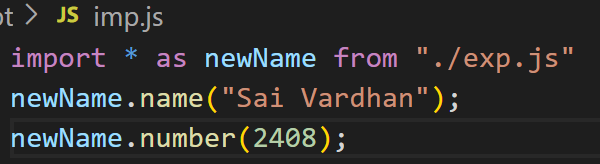 > JS imp.js
import * as newName from "./exp.js"
newName.name("Sai Vardhan");
newName.number(2408);